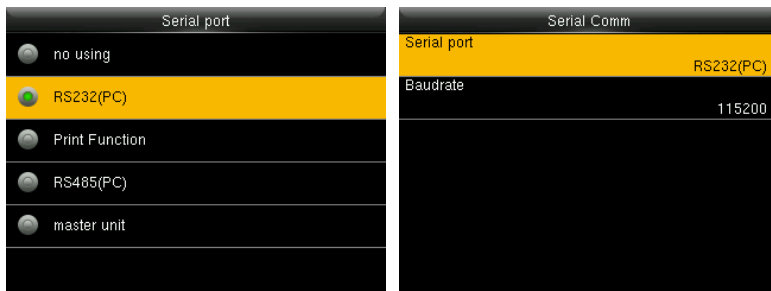 Serial port
no using
RS232(PC)
Print Function
RS485(PC)
master unit
Serial Comm
Serial port
RS232(PC)
Baudrate
115200